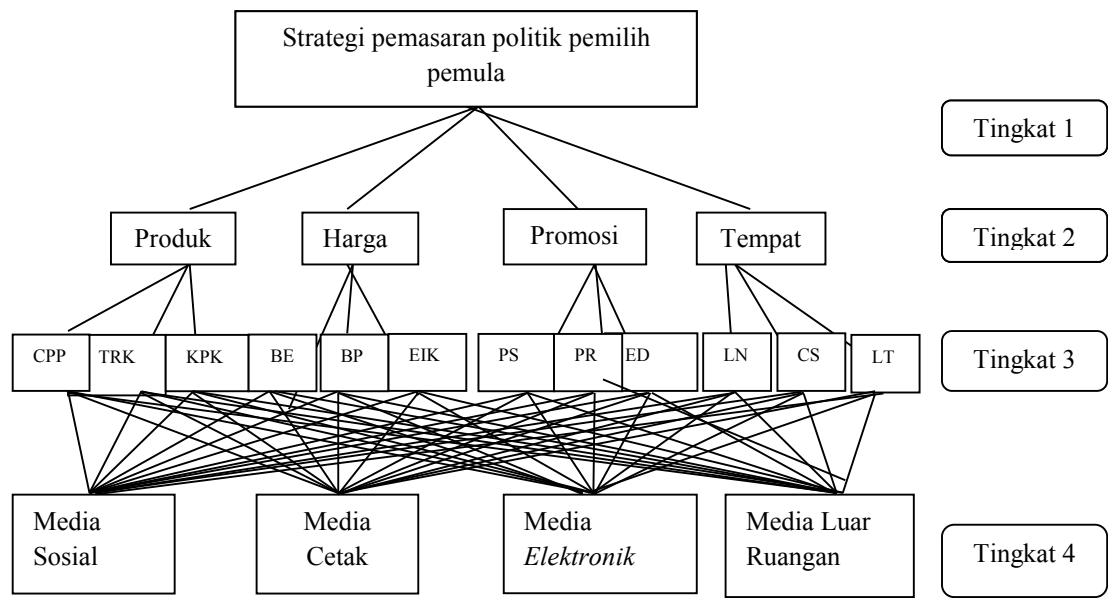 Strategi pemasaran politik pemilih
pemula
Tingkat 1
Produk
Harga
Promosi
Tempat
Tingkat 2
CPP
TRK
KPK
BE
BP
EIK
PS
PR
ED
LN
CS
LT
Tingkat 3
Media
Sosial
Media
Cetak
Media
Elektronik
Media Luar
Ruangan
Tingkat 4